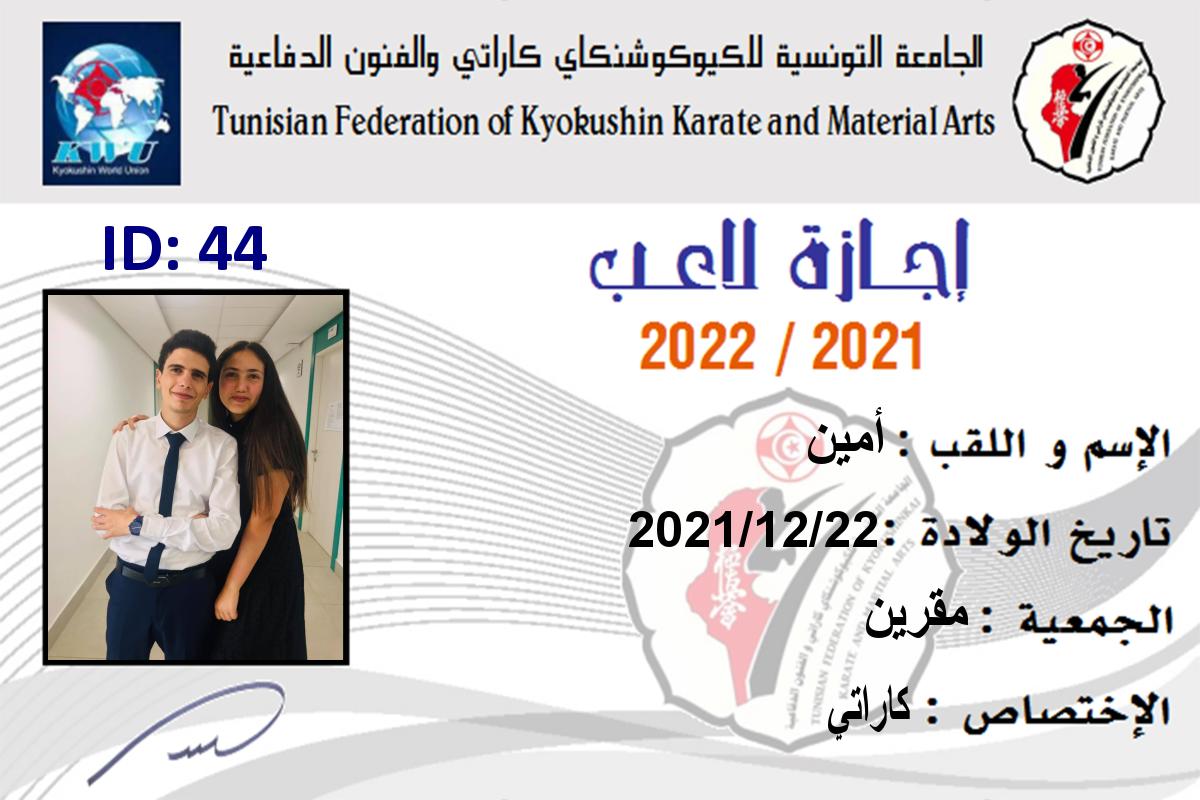 الجامعة التونسية للكيوكوشنكاي كاراتي والفنون الدفاعية
Tunisian Federation of Kyokushin Karate and Material Arts
KWU
Kyokushin World Union
ID: 44
إجازة لاعب
2022 / 2021
الإسم و اللقب : أمين
تاريخ الولادة :2021/12/22
الجمعية : مقرين
الإختصاص : كاراتي